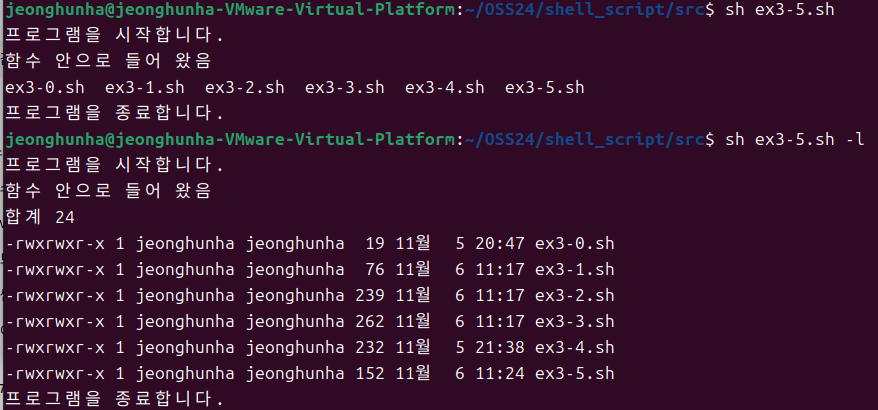 jeonghunha@jeonghunha-VMware-Virtual-Platform:~/OSS24/shell_script/src$ sh ex3-5.sh
프로그램을 시작합니다.
함수 안으로 들어 왔음
ex3-0.sh  ex3-1.sh  ex3-2.sh  ex3-3.sh  ex3-4.sh  ex3-5.sh
프로그램을 종료합니다.
jeonghunha@jeonghunha-VMware-Virtual-Platform:~/OSS24/shell_script/src$ sh ex3-5.sh -l
프로그램을 시작합니다.
함수 안으로 들어 왔음
합계 24
-rwxrwxr-x 1 jeonghunha jeonghunha  19 11월  5 20:47 ex3-0.sh
-rwxrwxr-x 1 jeonghunha jeonghunha  76 11월  6 11:17 ex3-1.sh
-rwxrwxr-x 1 jeonghunha jeonghunha 239 11월  6 11:17 ex3-2.sh
-rwxrwxr-x 1 jeonghunha jeonghunha 262 11월  6 11:17 ex3-3.sh
-rwxrwxr-x 1 jeonghunha jeonghunha 232 11월  5 21:38 ex3-4.sh
-rwxrwxr-x 1 jeonghunha jeonghunha 152 11월  6 11:24 ex3-5.sh
프로그램을 종료합니다.